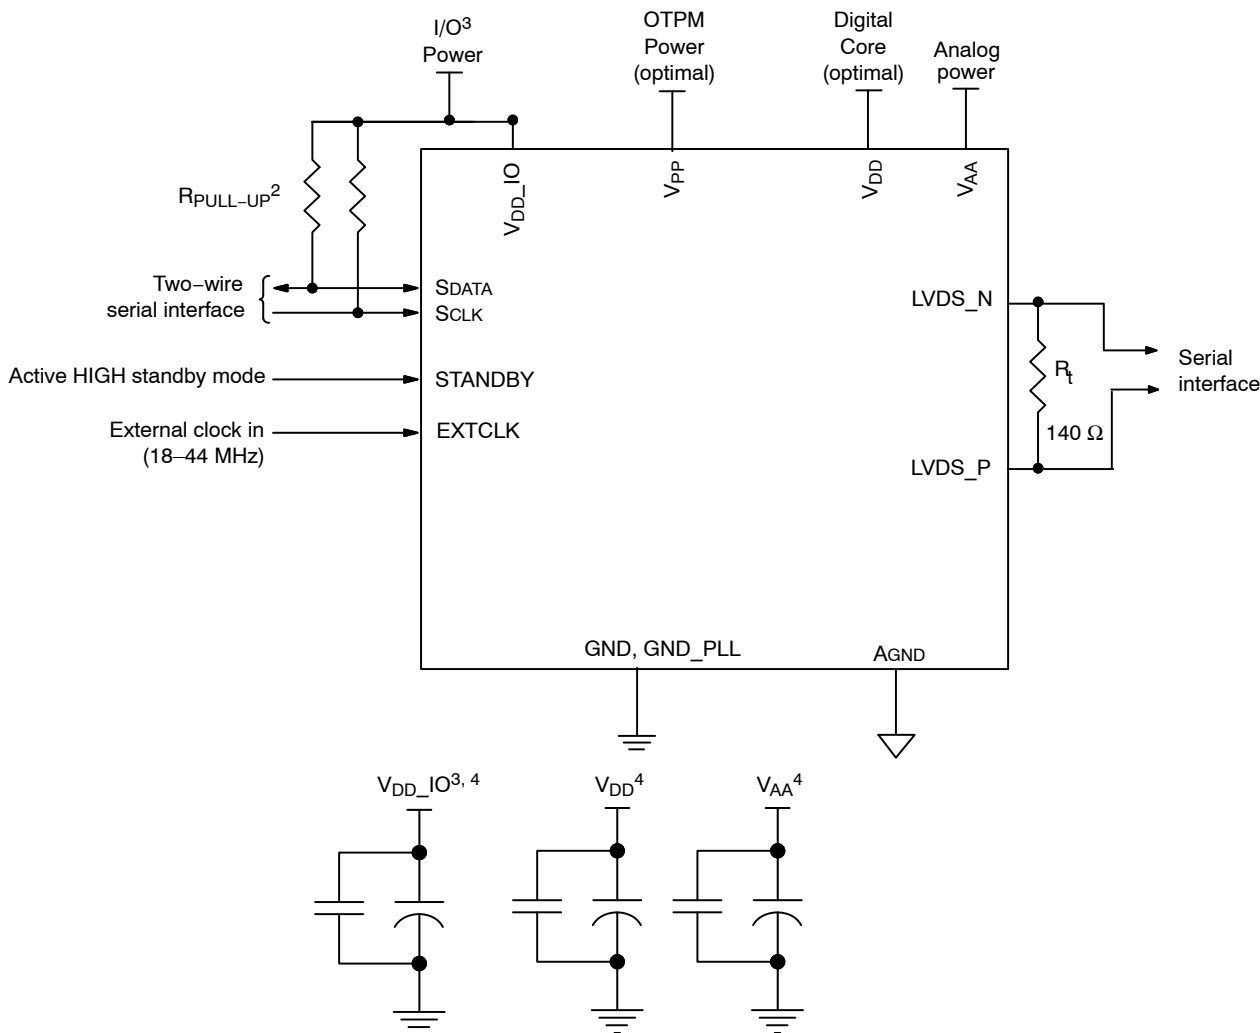 I/O3
Power
OTPM
Power
(optimal)
Digital
Core
(optimal)
Analog
power
RPULL–UP2
VDD_IO
VPP
VDD
VAA
Two–wire
serial interface
SDATA
SCLK
Active HIGH standby mode
STANDBY
External clock in
(18–44 MHz)
EXTCLK
LVDS_N
Rt
140 Ω
LVDS_P
Serial
interface
GND, GND_PLL
AGND
VDD_IO3, 4
VDD4
VAA4